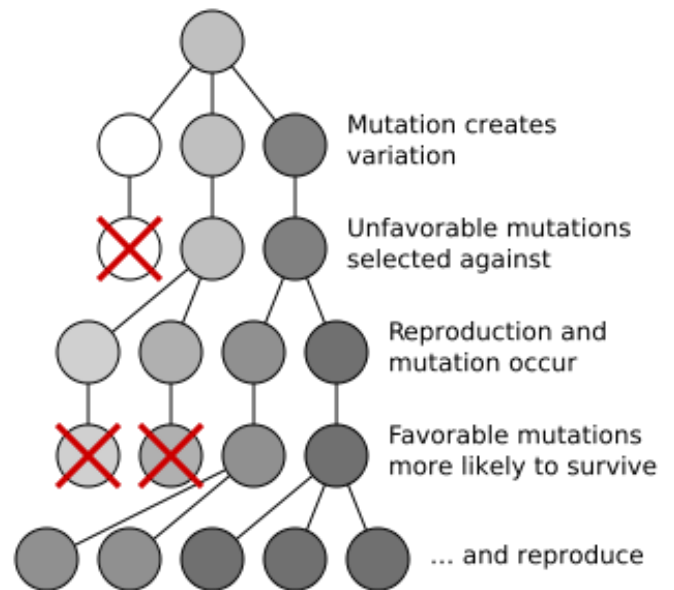 Mutation creates
variation
Unfavorable mutations
selected against
Reproduction and
mutation occur
Favorable mutations
more likely to survive
... and reproduce